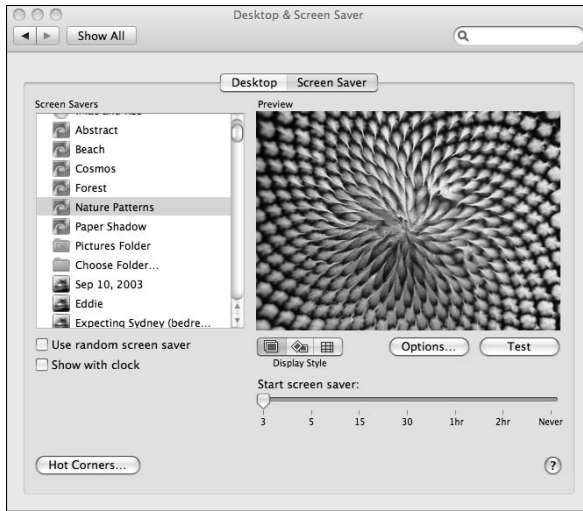 Desktop & Screen Saver
Show All
Desktop
Screen Saver
Screen Savers
Abstract
Beach
Cosmos
Forest
Nature Patterns
Paper Shadow
Pictures Folder
Choose Folder...
Sep 10, 2003
Eddie
Expecting Sydney (bedre...
Use random screen saver
Show with clock
Preview
Display Style
Options...
Test
Start screen saver:
3 5 15 30 1hr 2hr Never
Hot Corners...
?